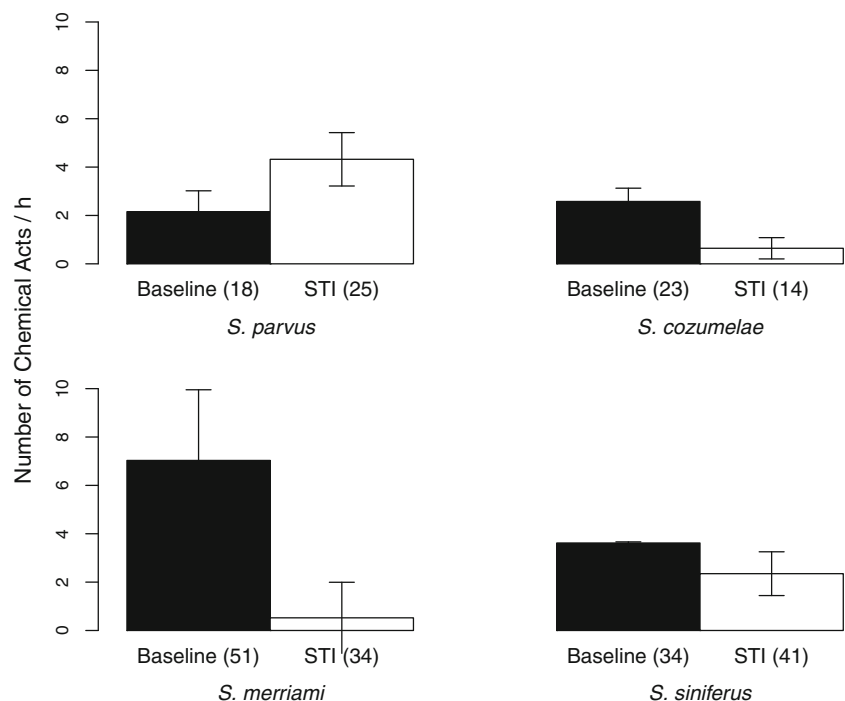 Number of Chemical Acts / h
10
8
6
4
2
0
Baseline (18) STI (25)
S. parvus
Baseline (23) STI (14)
S. cozumelae
10
8
6
4
2
0
Baseline (51) STI (34)
S. merriami
Baseline (34) STI (41)
S. siniferus